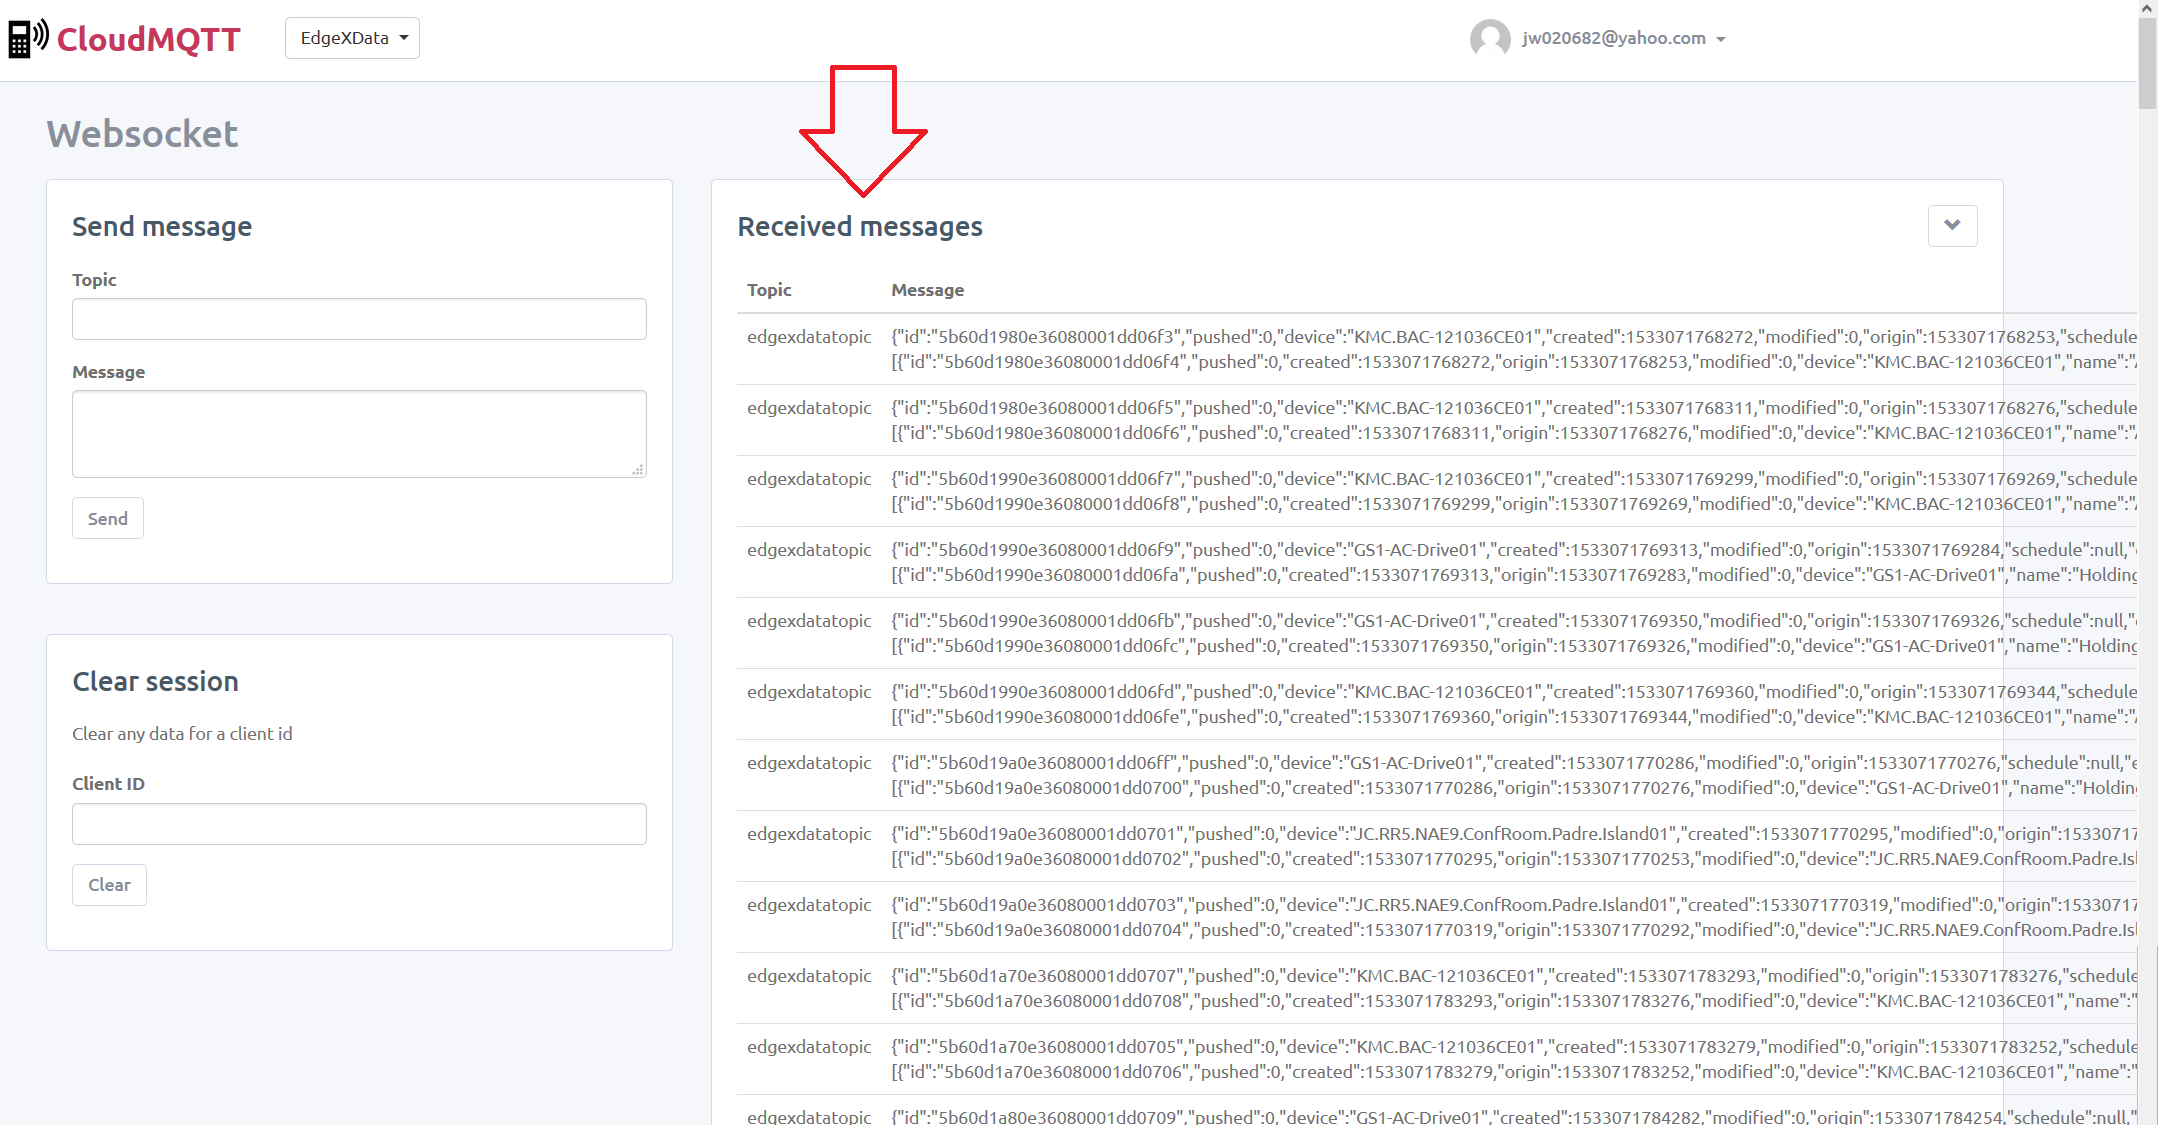 CloudMQTT
EdgeXData
jw020682@yahoo.com
Websocket
Send message
Topic
Message
Send
Clear session
Clear any data for a client id
Client ID
Clear
Received messages
Topic Message
edgexdatatopic {"id":"5b60d1980e36080001dd06f3","pushed":0,"device":"KMC.BAC-121036CE01","created":1533071768272,"modified":0,"origin":1533071768253,"schedule
[{"id":"5b60d1980e36080001dd06f4","pushed":0,"created":1533071768272,"origin":1533071768253,"modified":0,"device":"KMC.BAC-121036CE01","name":"
edgexdatatopic {"id":"5b60d1980e36080001dd06f5","pushed":0,"device":"KMC.BAC-121036CE01","created":1533071768311,"modified":0,"origin":1533071768276,"schedule
[{"id":"5b60d1980e36080001dd06f6","pushed":0,"created":1533071768311,"origin":1533071768276,"modified":0,"device":"KMC.BAC-121036CE01","name":"
edgexdatatopic {"id":"5b60d1990e36080001dd06f7","pushed":0,"device":"KMC.BAC-121036CE01","created":1533071769299,"modified":0,"origin":1533071769269,"schedule
[{"id":"5b60d1990e36080001dd06f8","pushed":0,"created":1533071769299,"origin":1533071769269,"modified":0,"device":"KMC.BAC-121036CE01","name":"
edgexdatatopic {"id":"5b60d1990e36080001dd06f9","pushed":0,"device":"GS1-AC-Drive01","created":1533071769313,"modified":0,"origin":1533071769284,"schedule":null,"
[{"id":"5b60d1990e36080001dd06fa","pushed":0,"created":1533071769313,"origin":1533071769283,"modified":0,"device":"GS1-AC-Drive01","name":"Holding
edgexdatatopic {"id":"5b60d1990e36080001dd06fb","pushed":0,"device":"GS1-AC-Drive01","created":1533071769350,"modified":0,"origin":1533071769326,"schedule":null,"
[{"id":"5b60d1990e36080001dd06fc","pushed":0,"created":1533071769350,"origin":1533071769326,"modified":0,"device":"GS1-AC-Drive01","name":"Holding
edgexdatatopic {"id":"5b60d1990e36080001dd06fd","pushed":0,"device":"KMC.BAC-121036CE01","created":1533071769360,"modified":0,"origin":1533071769344,"schedule
[{"id":"5b60d1990e36080001dd06fe","pushed":0,"created":1533071769360,"origin":1533071769344,"modified":0,"device":"KMC.BAC-121036CE01","name":"
edgexdatatopic {"id":"5b60d19a0e36080001dd06ff","pushed":0,"device":"GS1-AC-Drive01","created":1533071770286,"modified":0,"origin":1533071770276,"schedule":null,"e
[{"id":"5b60d19a0e36080001dd0700","pushed":0,"created":1533071770286,"origin":1533071770276,"modified":0,"device":"GS1-AC-Drive01","name":"Holdin
edgexdatatopic {"id":"5b60d19a0e36080001dd0701","pushed":0,"device":"JC.RR5.NAE9.ConfRoom.Padre.Island01","created":1533071770295,"modified":0,"origin":15330717
[{"id":"5b60d19a0e36080001dd0702","pushed":0,"created":1533071770295,"origin":1533071770253,"modified":0,"device":"JC.RR5.NAE9.ConfRoom.Padre.Isl
edgexdatatopic {"id":"5b60d19a0e36080001dd0703","pushed":0,"device":"JC.RR5.NAE9.ConfRoom.Padre.Island01","created":1533071770319,"modified":0,"origin":15330717
[{"id":"5b60d19a0e36080001dd0704","pushed":0,"created":1533071770319,"origin":1533071770292,"modified":0,"device":"JC.RR5.NAE9.ConfRoom.Padre.Isl
edgexdatatopic {"id":"5b60d1a70e36080001dd0707","pushed":0,"device":"KMC.BAC-121036CE01","created":1533071783293,"modified":0,"origin":1533071783276,"schedule
[{"id":"5b60d1a70e36080001dd0708","pushed":0,"created":1533071783293,"origin":1533071783276,"modified":0,"device":"KMC.BAC-121036CE01","name":"
edgexdatatopic {"id":"5b60d1a70e36080001dd0705","pushed":0,"device":"KMC.BAC-121036CE01","created":1533071783279,"modified":0,"origin":1533071783252,"schedule
[{"id":"5b60d1a70e36080001dd0706","pushed":0,"created":1533071783279,"origin":1533071783252,"modified":0,"device":"KMC.BAC-121036CE01","name":"
edgexdatatopic {"id":"5b60d1a80e36080001dd0709","pushed":0,"device":"GS1-AC-Drive01","created":1533071784282,"modified":0,"origin":1533071784254,"schedule":null,"